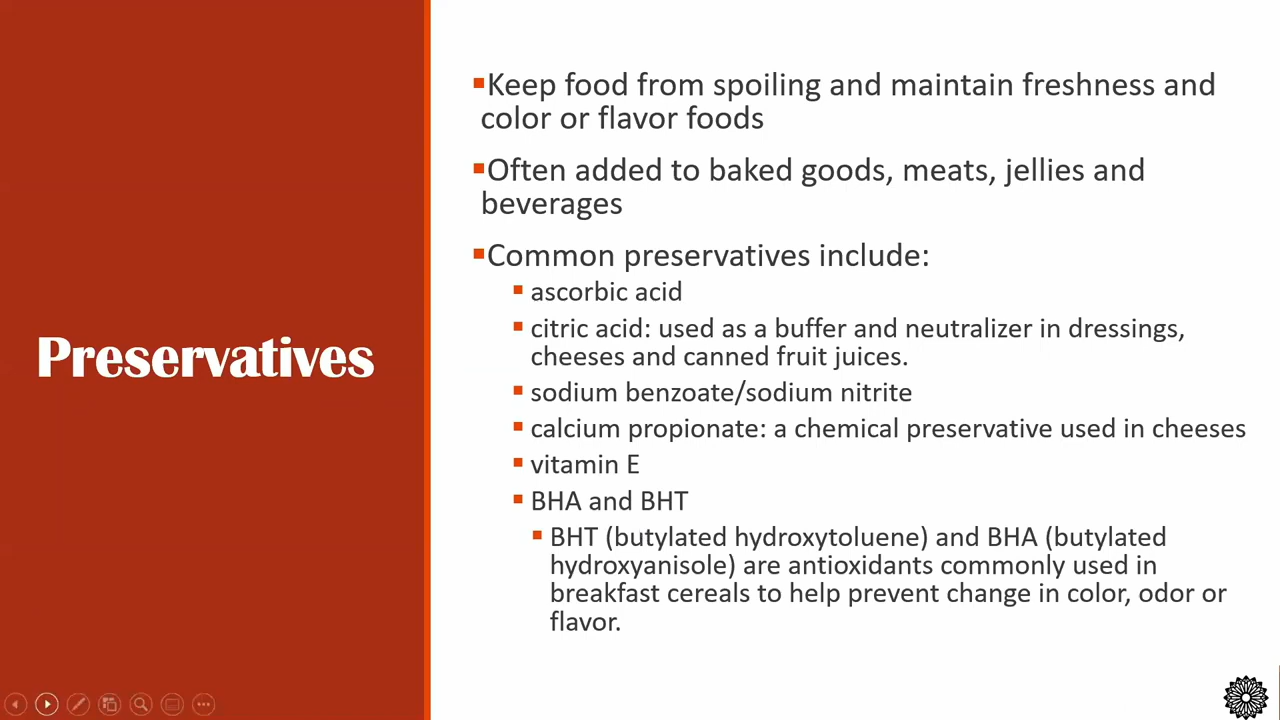 Preservatives
▪Keep food from spoiling and maintain freshness and
color or flavor foods
▪Often added to baked goods, meats, jellies and
beverages
▪Common preservatives include:
▪ ascorbic acid
▪ citric acid: used as a buffer and neutralizer in dressings,
cheeses and canned fruit juices.
▪ sodium benzoate/sodium nitrite
▪ calcium propionate: a chemical preservative used in cheeses
▪ vitamin E
▪ BHA and BHT
▪ BHT (butylated hydroxytoluene) and BHA (butylated
hydroxyanisole) are antioxidants commonly used in
breakfast cereals to help prevent change in color, odor or
flavor.